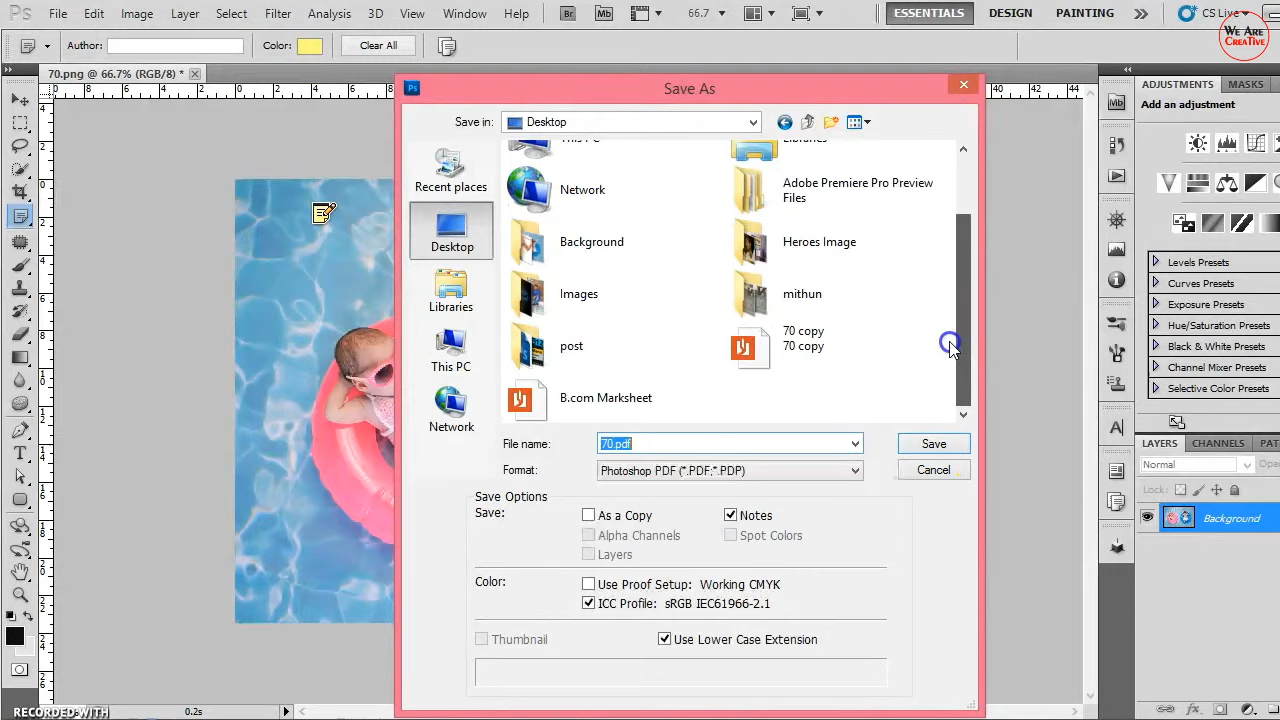 Ps File Edit Image Layer Select Filter Analysis 3D View Window Help Br Mb 66.7 ESSENTIALS DESIGN PAINTING CS Live
WE ARE
CREATIVE
Author: Color: Clear All
70.png @ 66.7% (RGB/8) *
Save As
Save in: Desktop
Recent places
Desktop
Libraries
This PC
Network
Network
Adobe Premiere Pro Preview
Files
Background
Heroes Image
Images
mithun
post
70 copy
70 copy
B.com Marksheet
File name: 70.pdf Save
Format: Photoshop PDF (*.PDF;*.PDP) Cancel
Save Options
Save: As a Copy Notes
Alpha Channels Spot Colors
Layers
Color: Use Proof Setup: Working CMYK
ICC Profile: sRGB IEC61966-2.1
Thumbnail Use Lower Case Extension
ADJUSTMENTS MASKS
Add an adjustment
Levels Presets
Curves Presets
Exposure Presets
Hue/Saturation Presets
Black & White Presets
Channel Mixer Presets
Selective Color Presets
LAYERS CHANNELS PAT
Normal
Lock:
Background
RECORDED WITH
0.2s